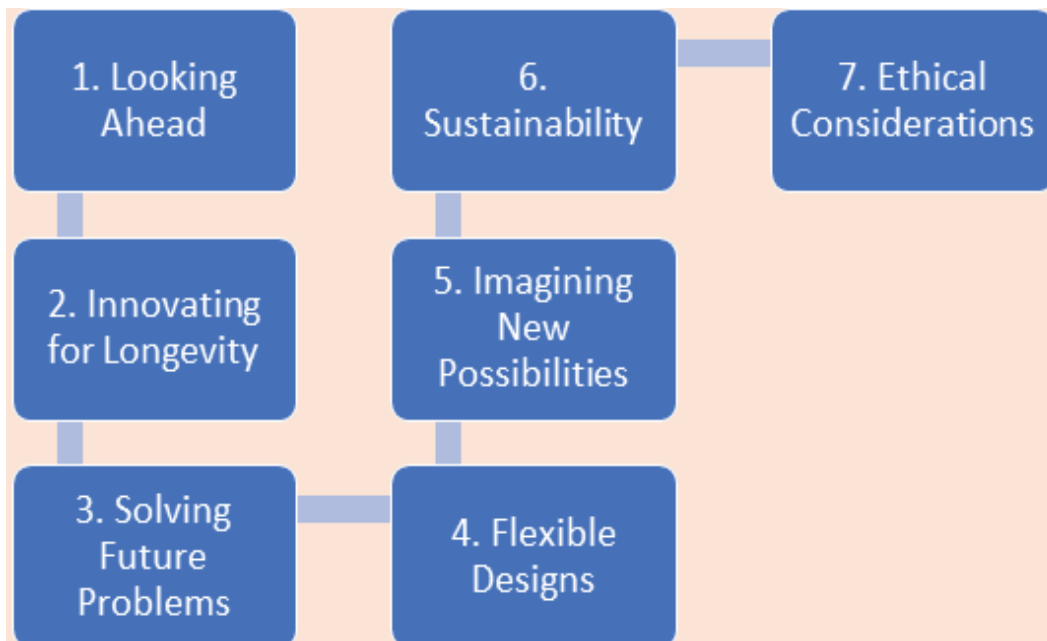 1. Looking
Ahead
2. Innovating
for Longevity
3. Solving
Future
Problems
4. Flexible
Designs
5. Imagining
New
Possibilities
6.
Sustainability
7. Ethical
Considerations